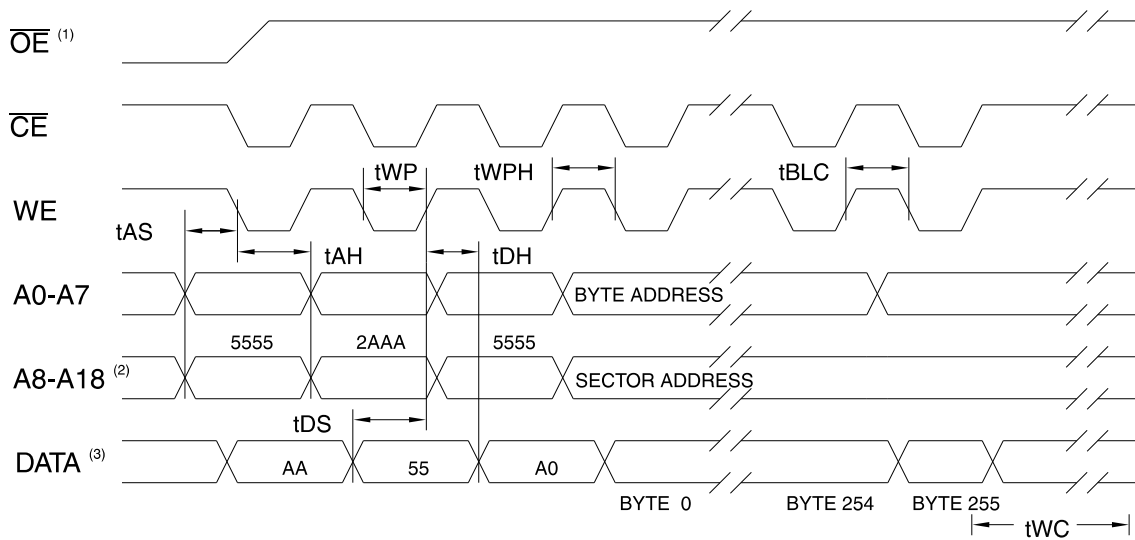 OE (1)
CE
tWP tWPH tBLC
WE
tAS
tAH tDH
A0-A7 BYTE ADDRESS
5555 2AAA 5555
A8-A18 (2) SECTOR ADDRESS
tDS
DATA (3) AA 55 A0
BYTE 0 BYTE 254 BYTE 255
tWC